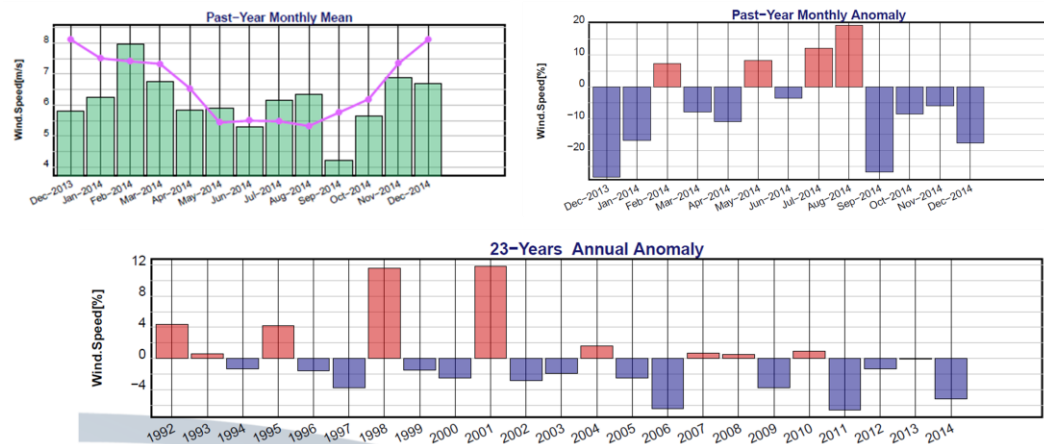 Past-Year Monthly Mean
Wind.Speed[m/s]
8
7
6
5
4
Dec-2013 Jan-2014 Feb-2014 Mar-2014 Apr-2014 May-2014 Jun-2014 Jul-2014 Aug-2014 Sep-2014 Oct-2014 Nov-2014 Dec-2014
Past-Year Monthly Anomaly
Wind.Speed[%]
20
10
0
-10
-20
Dec-2013 Jan-2014 Feb-2014 Mar-2014 Apr-2014 May-2014 Jun-2014 Jul-2014 Aug-2014 Sep-2014 Oct-2014 Nov-2014 Dec-2014
23-Years Annual Anomaly
Wind.Speed[%]
12
8
4
0
-4
1992 1993 1994 1995 1996 1997 1998 1999 2000 2001 2002 2003 2004 2005 2006 2007 2008 2009 2010 2011 2012 2013 2014